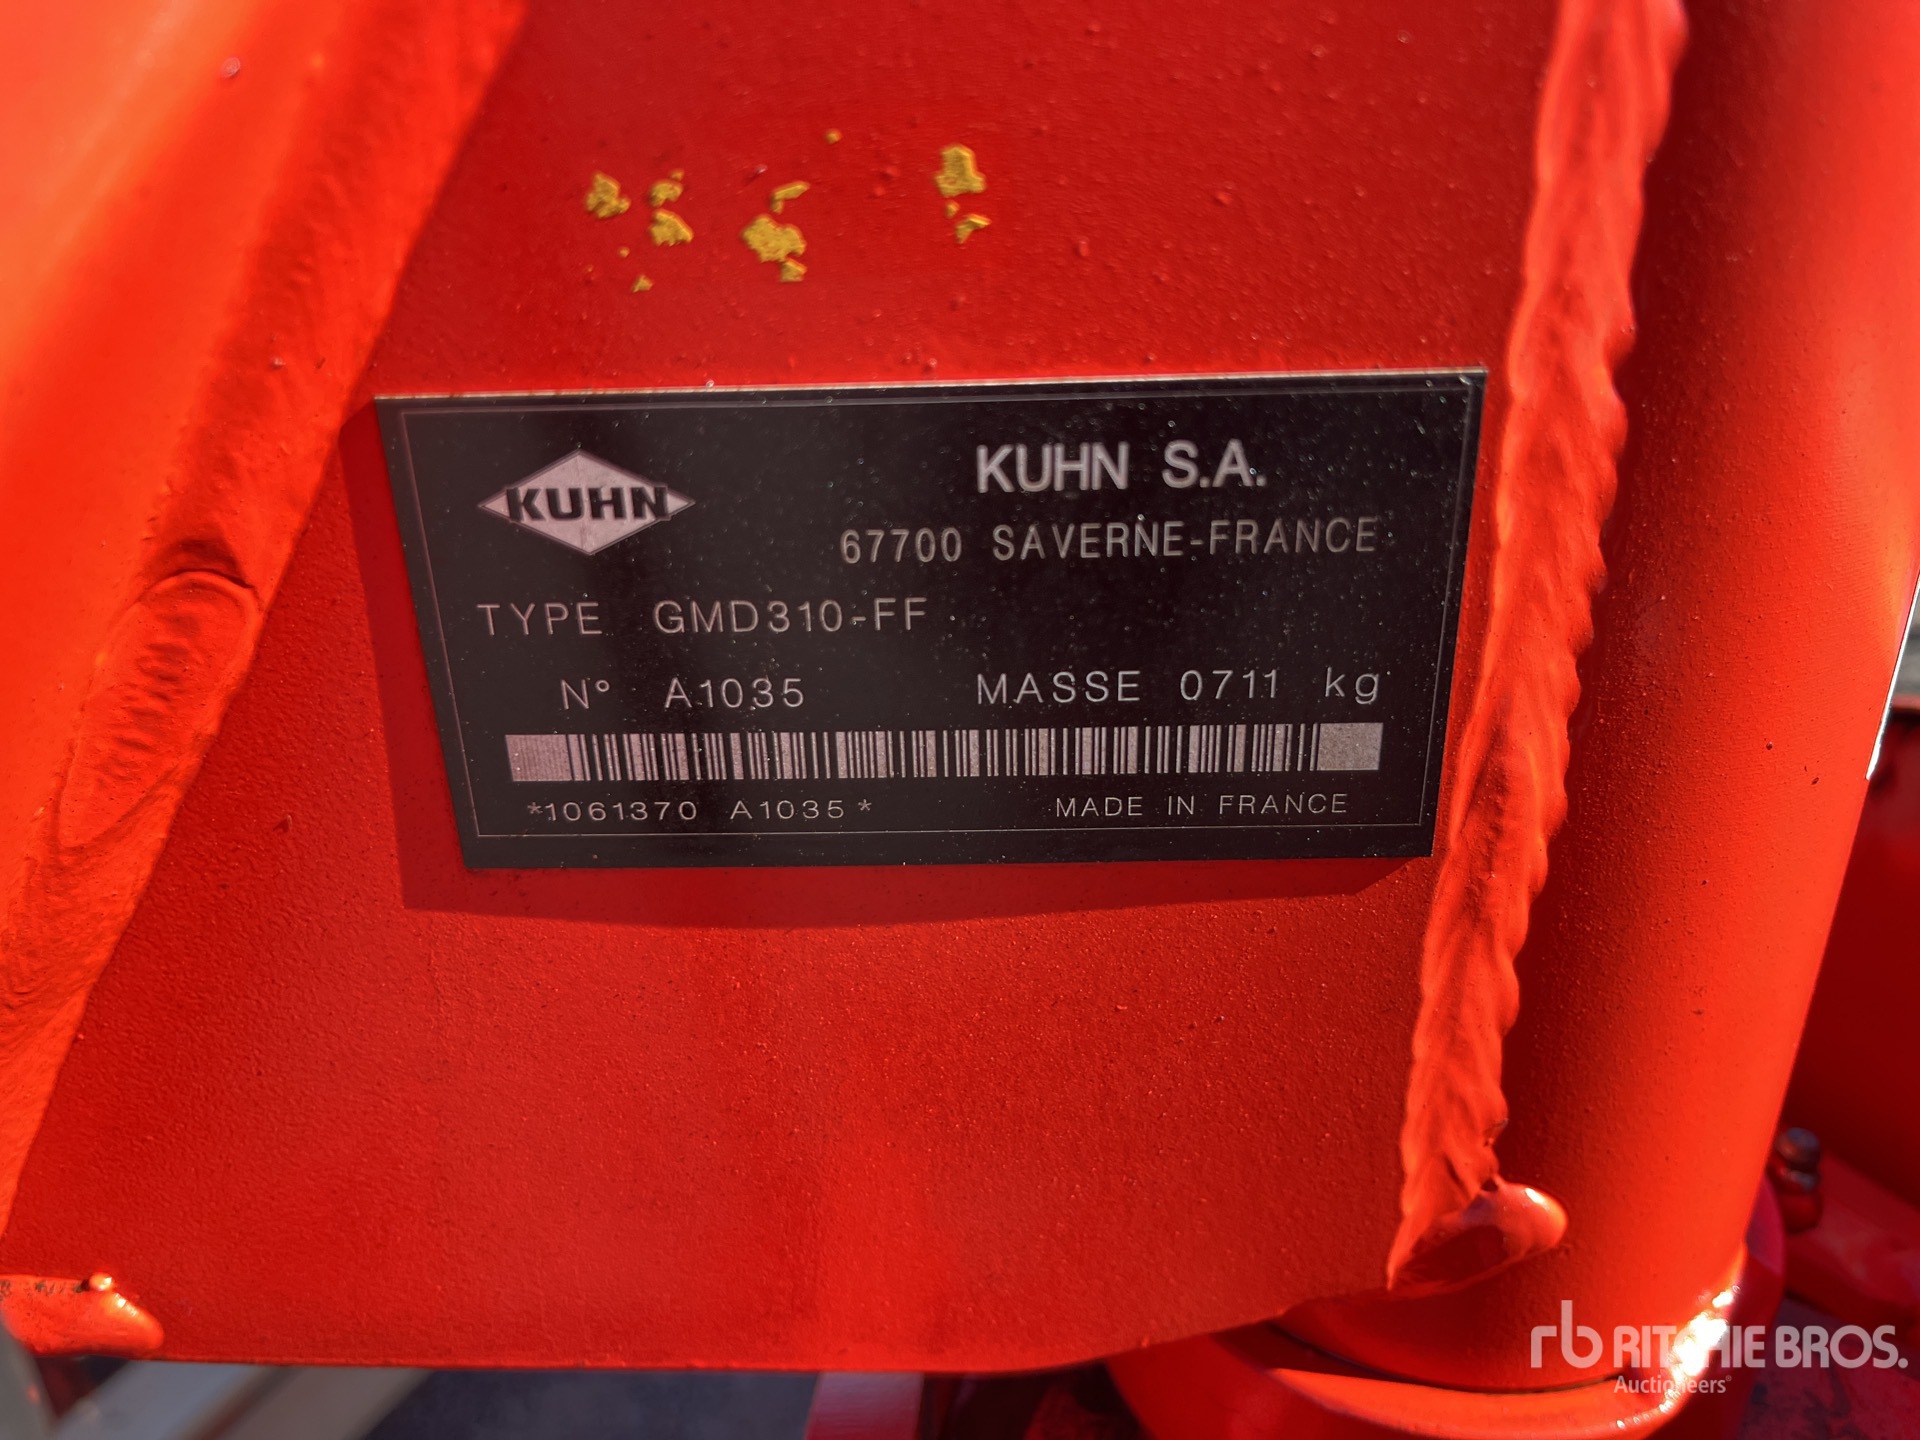 KUHN
KUHN S.A.
67700 SAVERNE-FRANCE
TYPE GMD310-FF
N° A1035 MASSE 0711 kg
*1061370 A1035* MADE IN FRANCE
rb RITCHIE BROS.
Auctioneers